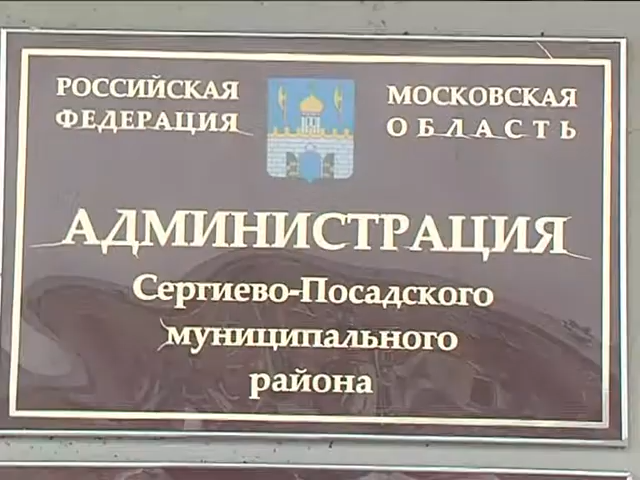 РОССИЙСКАЯ
ФЕДЕРАЦИЯ
МОСКОВСКАЯ
ОБЛАСТЬ
АДМИНИСТРАЦИЯ
Сергиево-Посадского
муниципального
района